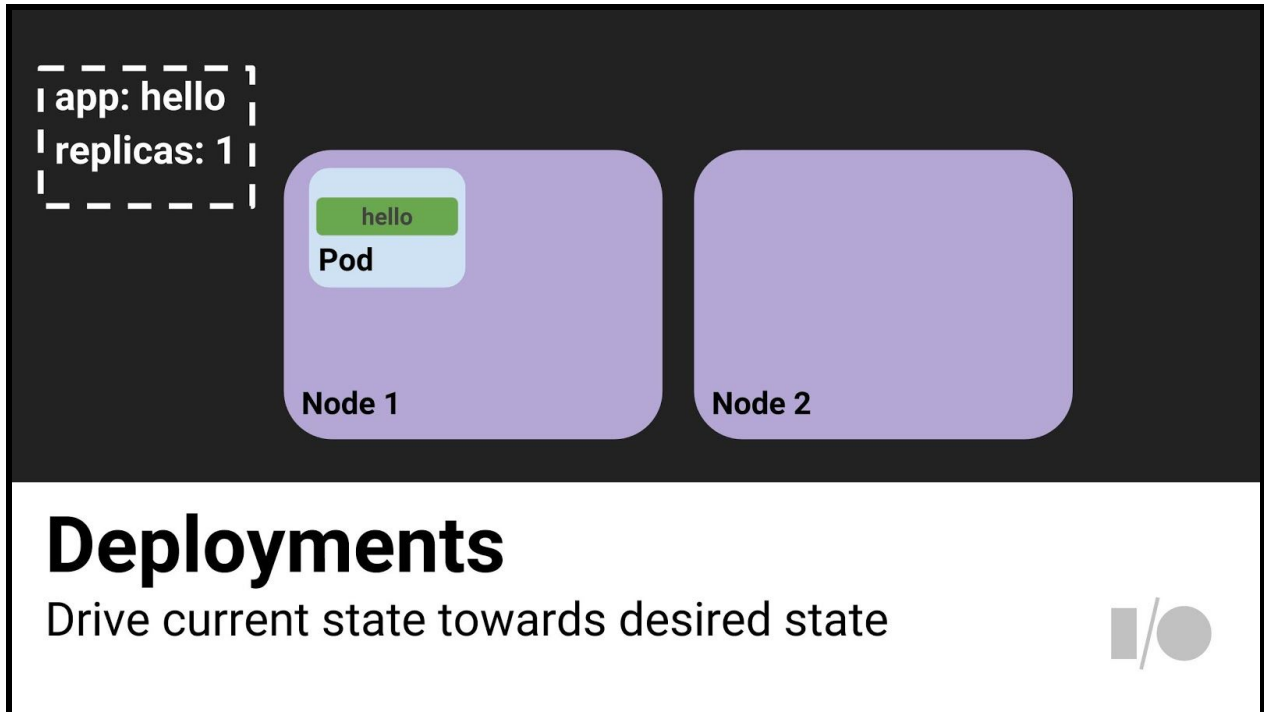 app: hello
replicas: 1
hello
Pod
Node 1
Node 2
Deployments
Drive current state towards desired state
I/O